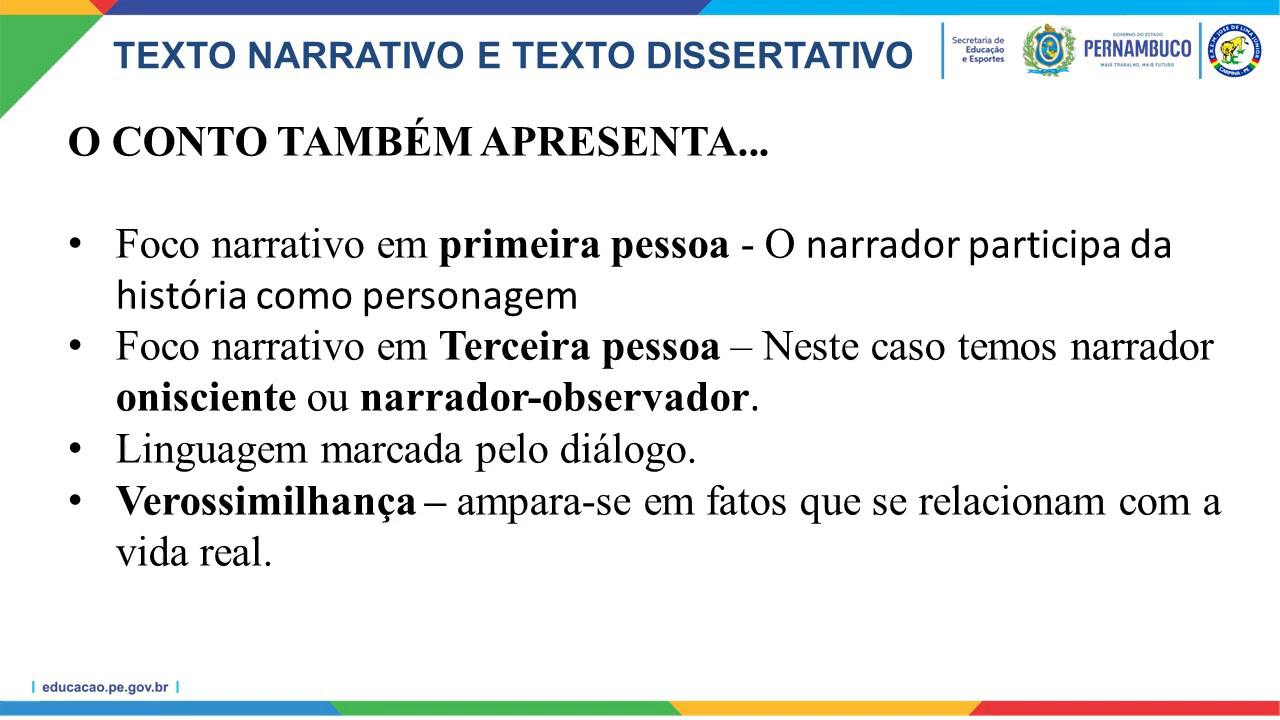 TEXTO NARRATIVO E TEXTO DISSERTATIVO
Secretaria de
Educação
e Esportes
GOVERNO DO ESTADO
PERNAMBUCO
MAIS TRABALHO, MAIS FUTURO
CARPINA - PE
O CONTO TAMBÉM APRESENTA...
• Foco narrativo em primeira pessoa - O narrador participa da
história como personagem
• Foco narrativo em Terceira pessoa – Neste caso temos narrador
onisciente ou narrador-observador.
• Linguagem marcada pelo diálogo.
• Verossimilhança – ampara-se em fatos que se relacionam com a
vida real.
educacao.pe.gov.br